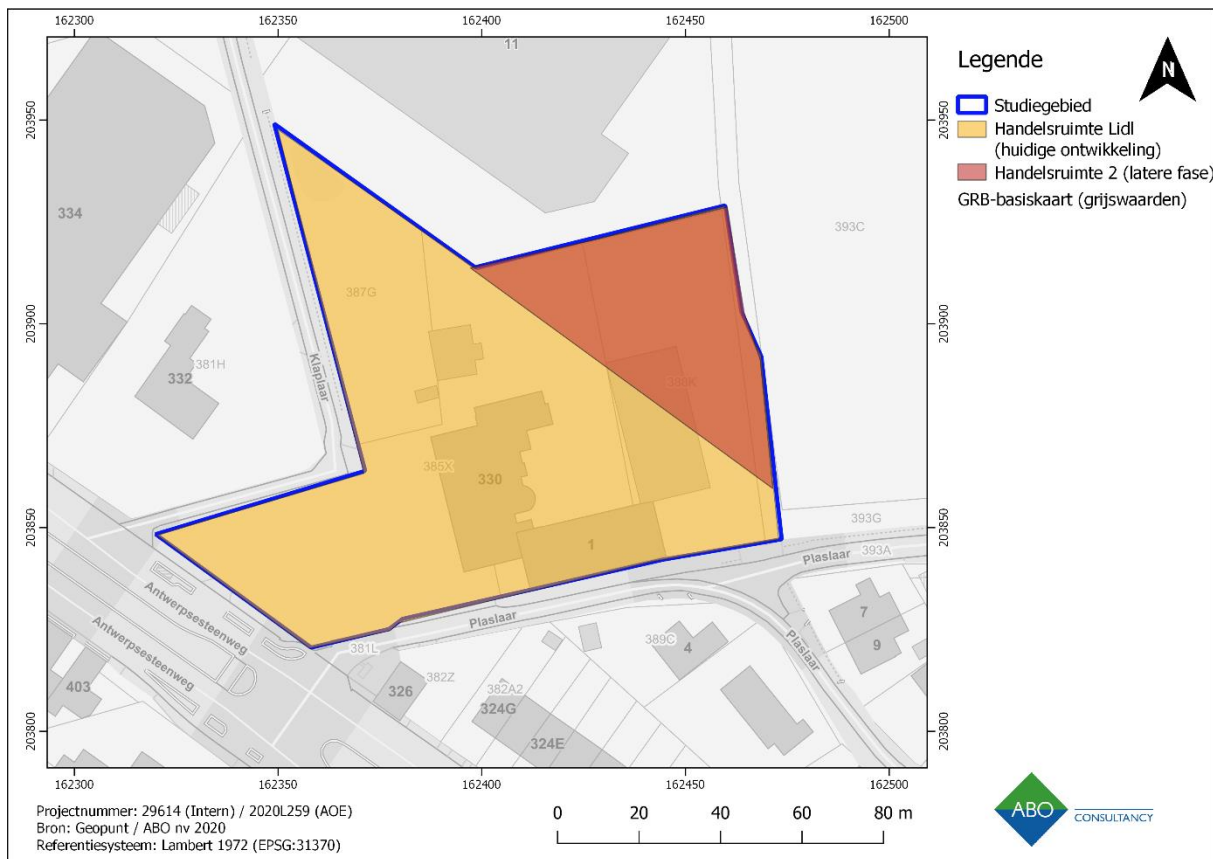 162300 162350 162400 162450 162500
203950
203900
203850
203800
203950
203900
203850
203800
11
334
393C
387G
Klaplaar
332
381H
388K
385X
330
1
393G
393A
Plaslaar
Antwerpsesteenweg
Antwerpsesteenweg
Plaslaar
Plaslaar
381L
389C
4
7
9
403
326
382Z
382A2
324G
324E
162300 162350 162400 162450 162500
Legende
N
Studiegebied
Handelsruimte Lidl
(huidige ontwikkeling)
Handelsruimte 2 (latere fase)
GRB-basiskaart (grijswaarden)
Projectnummer: 29614 (Intern) / 2020L259 (AOE)
Bron: Geopunt / ABO nv 2020
Referentiesysteem: Lambert 1972 (EPSG:31370)
0 20 40 60 80 m
ABO CONSULTANCY